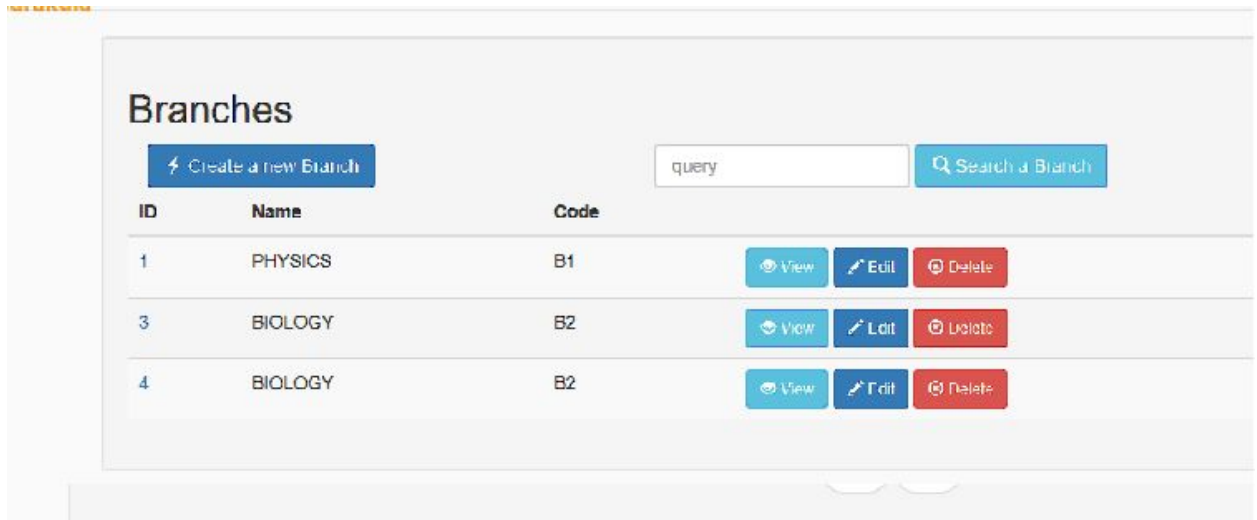 Branches
Create a new Branch
query
Search a Branch
ID Name Code
1 PHYSICS B1 View Edit Delete
3 BIOLOGY B2 View Edit Delete
4 BIOLOGY B2 View Edit Delete